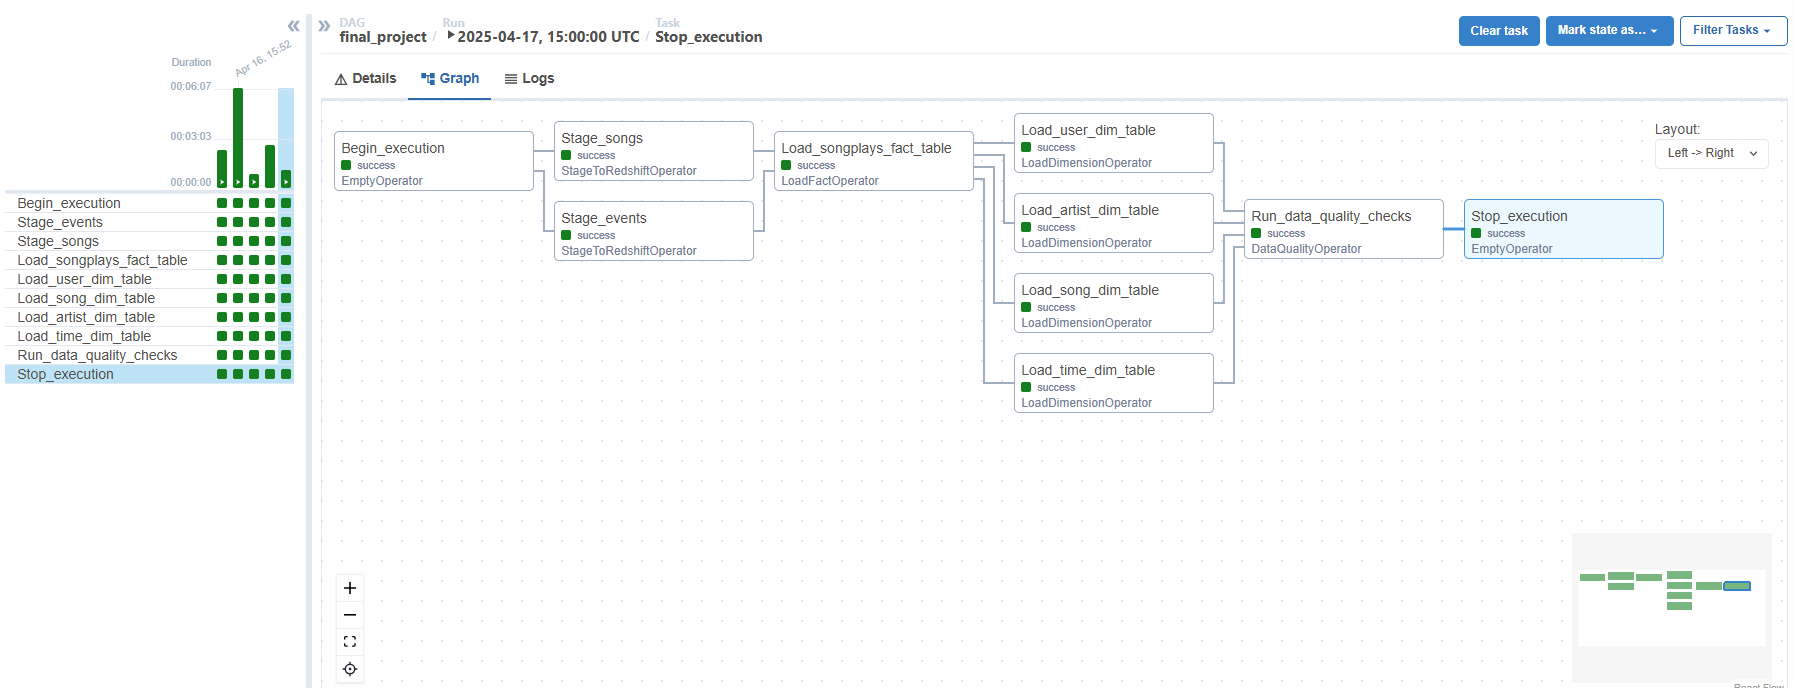 DAG
final_project
/
Run
2025-04-17, 15:00:00 UTC
/
Task
Stop_execution
Clear task
Mark state as...
Filter Tasks
Details
Graph
Logs
Duration
Apr 16, 15:52
00:06:07
00:03:03
00:00:00
Begin_execution
Stage_events
Stage_songs
Load_songplays_fact_table
Load_user_dim_table
Load_song_dim_table
Load_artist_dim_table
Load_time_dim_table
Run_data_quality_checks
Stop_execution
Begin_execution
success
EmptyOperator
Stage_songs
success
StageToRedshiftOperator
Stage_events
success
StageToRedshiftOperator
Load_songplays_fact_table
success
LoadFactOperator
Load_user_dim_table
success
LoadDimensionOperator
Load_artist_dim_table
success
LoadDimensionOperator
Load_song_dim_table
success
LoadDimensionOperator
Load_time_dim_table
success
LoadDimensionOperator
Run_data_quality_checks
success
DataQualityOperator
Stop_execution
success
EmptyOperator
Layout:
Left -> Right
React Flow